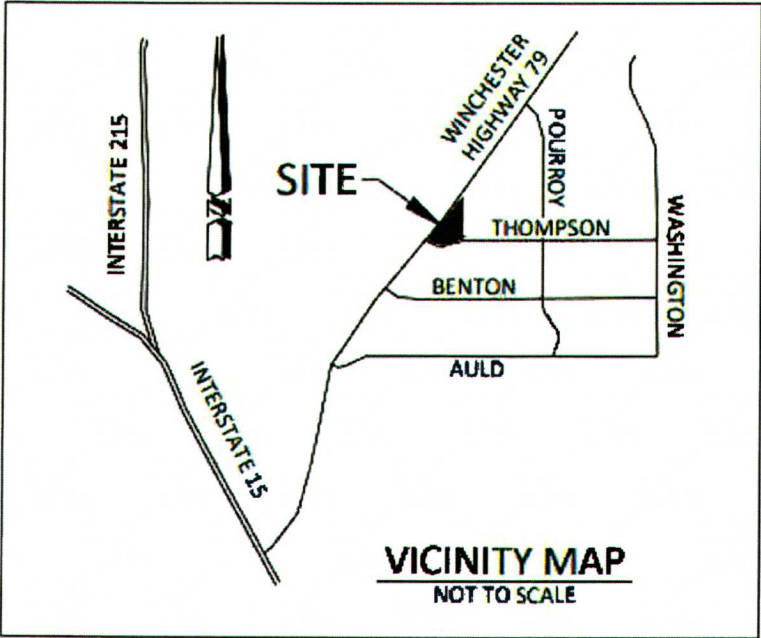 WINCHESTER
HIGHWAY 79
INTERSTATE 215
POURROY
SITE
N
WASHINGTON
THOMPSON
BENTON
AULD
INTERSTATE 15
VICINITY MAP
NOT TO SCALE